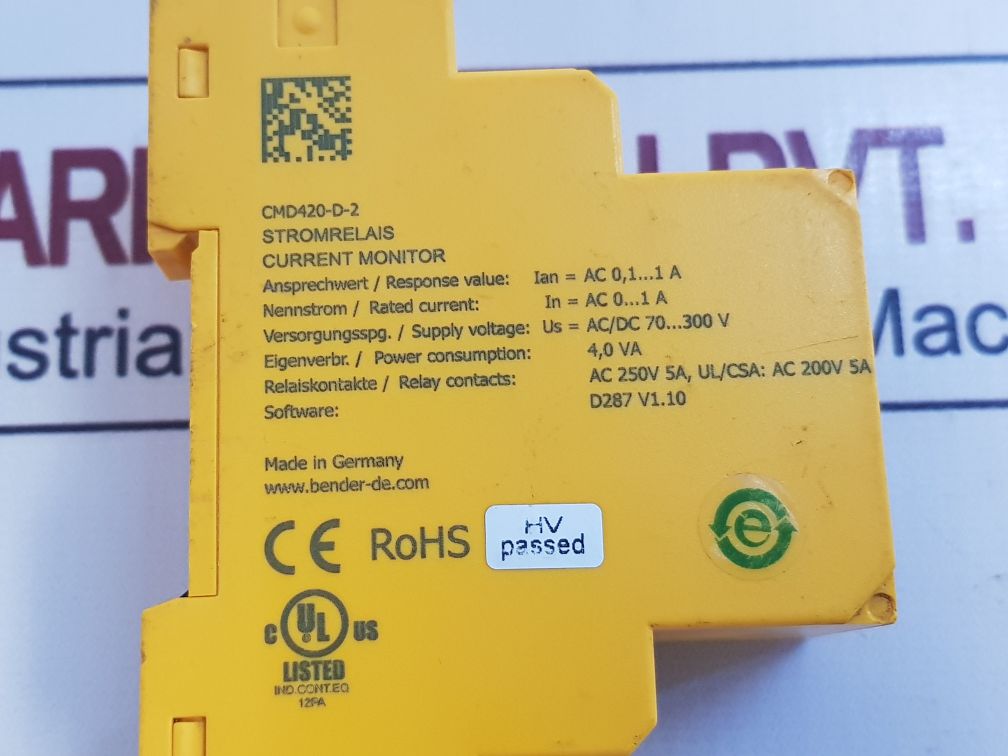 PVT.
ustria
Mac
CMD420-D-2
STROMRELAIS
CURRENT MONITOR
Ansprechwert / Response value: Ian = AC 0,1...1 A
Nennstrom / Rated current: In = AC 0...1 A
Versorgungsspg. / Supply voltage: Us = AC/DC 70...300 V
Eigenverbr. / Power consumption: 4,0 VA
Relaiskontakte / Relay contacts: AC 250V 5A, UL/CSA: AC 200V 5A
Software: D287 V1.10
Made in Germany
www.bender-de.com
CE RoHS HV
passed
e
C UL US
LISTED
IND.CONT.EQ
12PA